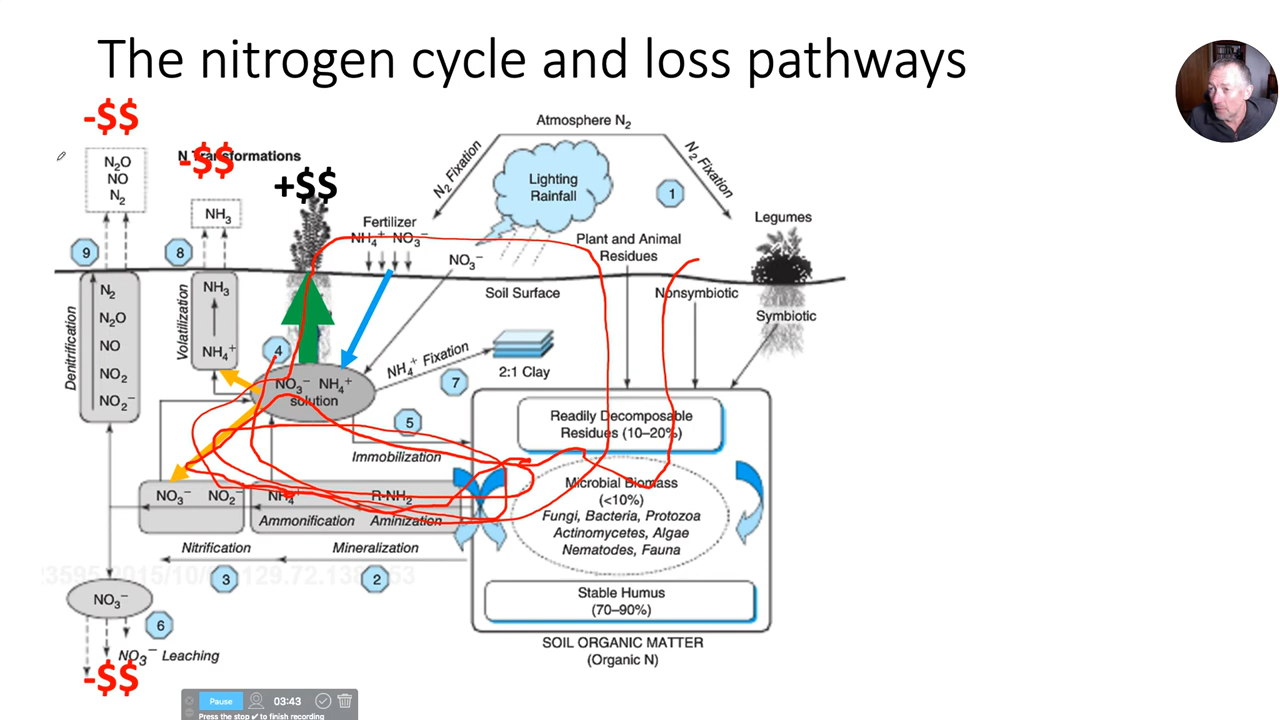 The nitrogen cycle and loss pathways
-$$
-$$
+$$
N Transformations
Atmosphere N₂
N₂ Fixation
N₂ Fixation
Lighting
Rainfall
1
Legumes
N₂O
NO
N₂
NH₃
Fertilizer
NH₄⁺ NO₃⁻
NO₃⁻
Plant and Animal
Residues
9
8
Soil Surface
Nonsymbiotic
Symbiotic
Denitrification
N₂
N₂O
NO
NO₂
NO₂⁻
Volatilization
NH₃
NH₄⁺
4
NO₃⁻ NH₄⁺
solution
NH₄⁺ Fixation
7
2:1 Clay
5
Immobilization
Readily Decomposable
Residues (10–20%)
Microbial Biomass
(<10%)
Fungi, Bacteria, Protozoa
Actinomycetes, Algae
Nematodes, Fauna
Stable Humus
(70–90%)
SOIL ORGANIC MATTER
(Organic N)
NO₃⁻ NO₂⁻ NH₄⁺ R-NH₂
Ammonification Aminization
Nitrification Mineralization
3 2
NO₃⁻
6
NO₃⁻ Leaching
-$$
Pause 03:43
Press the stop ✔ to finish recording